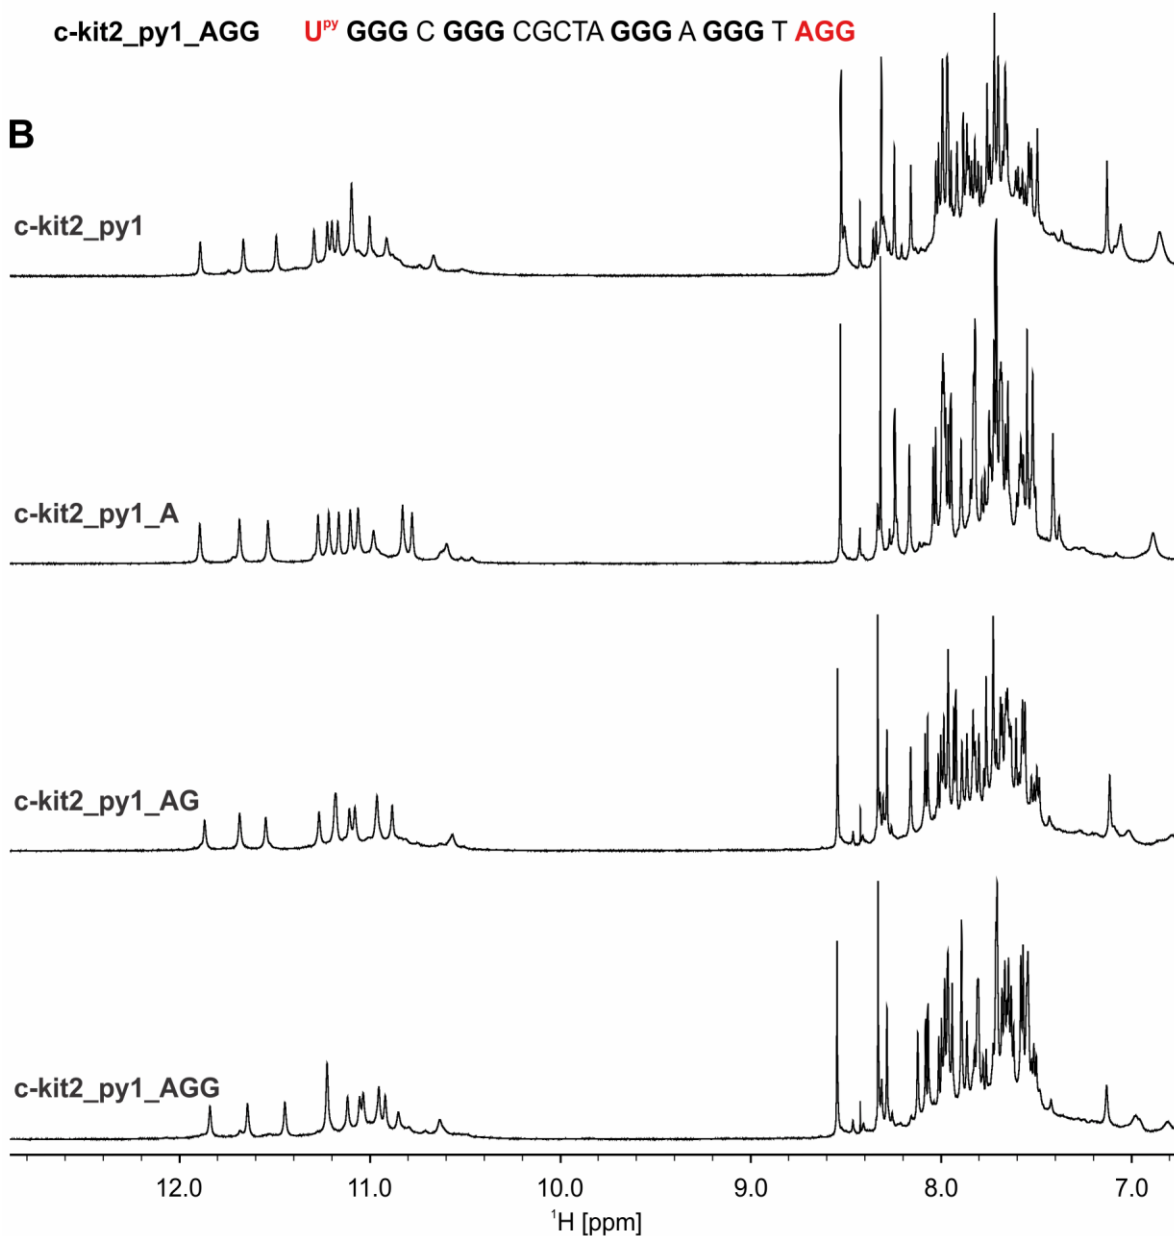 c-kit2_py1_AGG U^py GGG C GGG CGCTA GGG A GGG T AGG
B
c-kit2_py1
c-kit2_py1_A
c-kit2_py1_AG
c-kit2_py1_AGG
12.0 11.0 10.0 9.0 8.0 7.0
¹H [ppm]